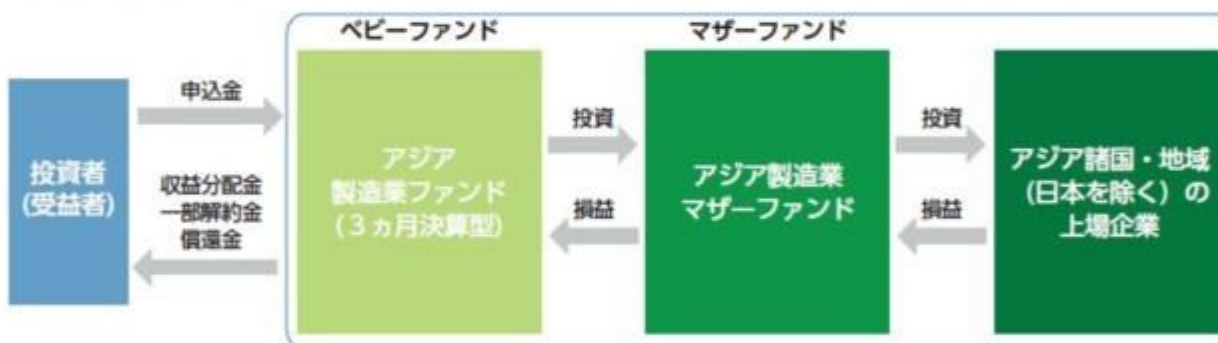 ベビーファンド
マザーファンド
申込金
収益分配金
一部解約金
償還金
投資者
(受益者)
アジア
製造業ファンド
(3ヵ月決算型)
投資
損益
アジア製造業
マザーファンド
投資
損益
アジア諸国・地域
(日本を除く)の
上場企業